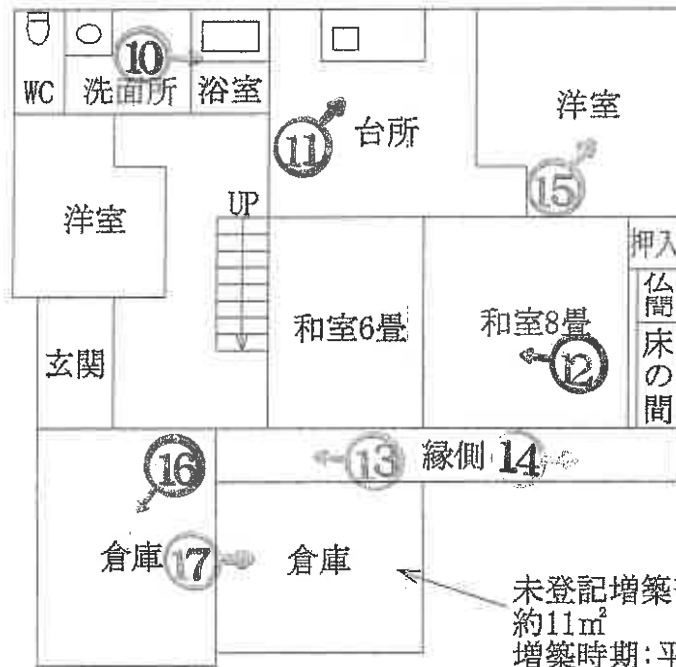 10
WC 洗面所 浴室
11 台所
洋室
15
洋室
UP
押入
仏間
和室6畳
和室8畳
床の間
12
玄関
13 縁側 14
16
倉庫 17 倉庫
未登記増築
約11㎡
増築時期:平